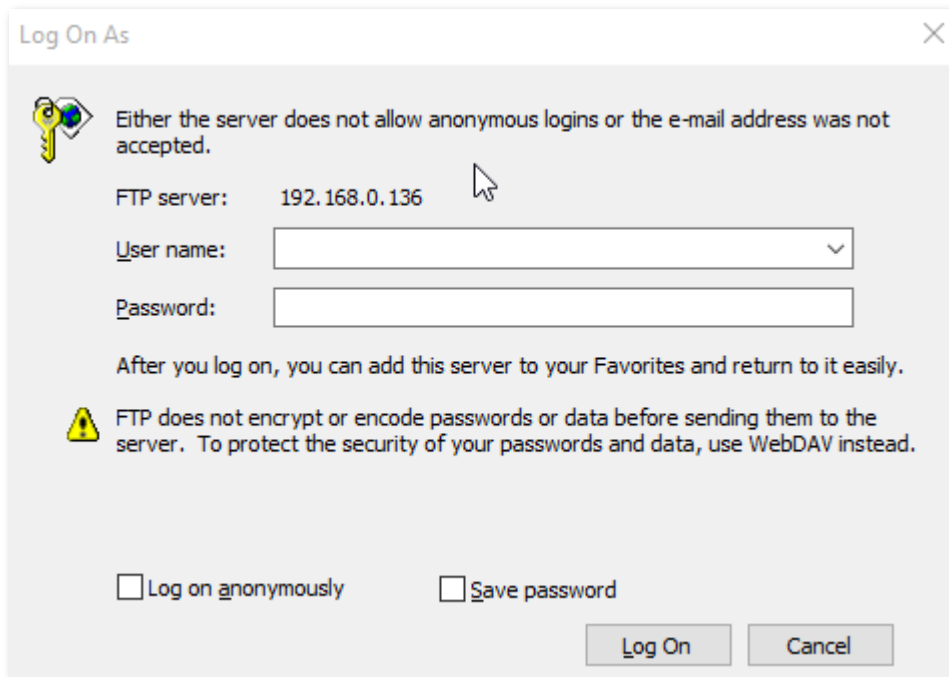 Log On As
Either the server does not allow anonymous logins or the e-mail address was not
accepted.
FTP server: 192.168.0.136
User name:
Password:
After you log on, you can add this server to your Favorites and return to it easily.
FTP does not encrypt or encode passwords or data before sending them to the
server. To protect the security of your passwords and data, use WebDAV instead.
Log on anonymously Save password
Log On Cancel